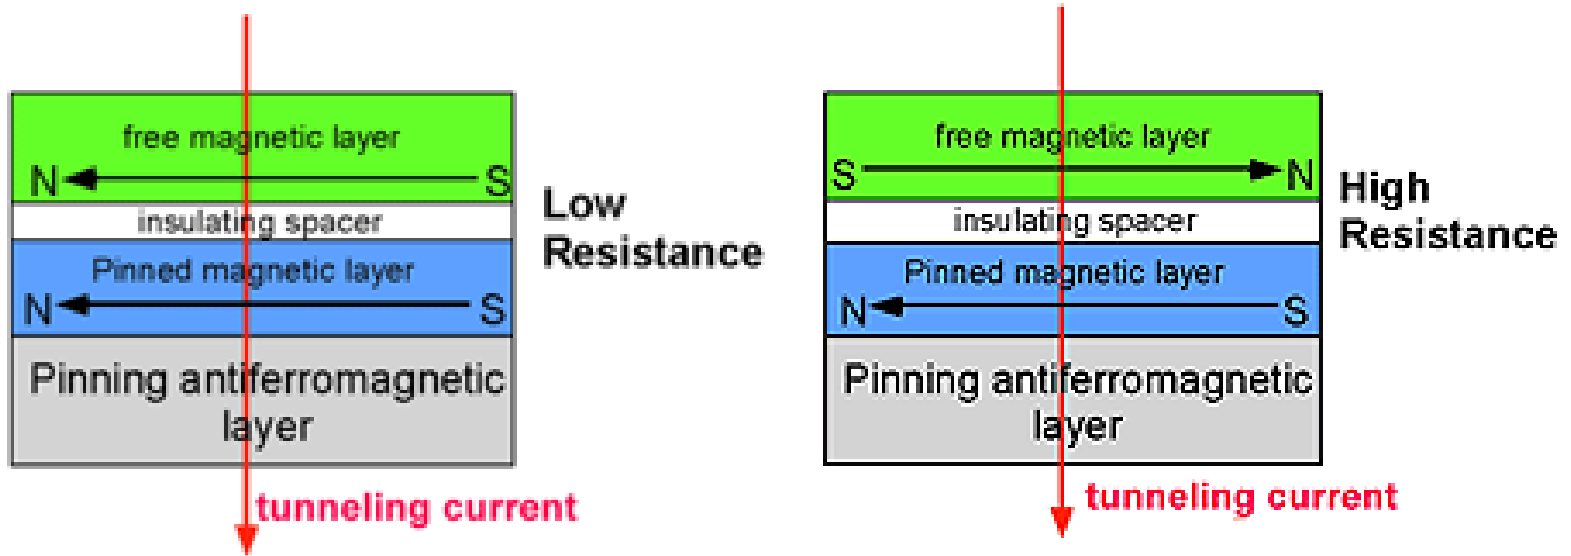 free magnetic layer
N S
insulating spacer
Pinned magnetic layer
N S
Pinning antiferromagnetic
layer
Low
Resistance
tunneling current
free magnetic layer
S N
insulating spacer
Pinned magnetic layer
N S
Pinning antiferromagnetic
layer
High
Resistance
tunneling current